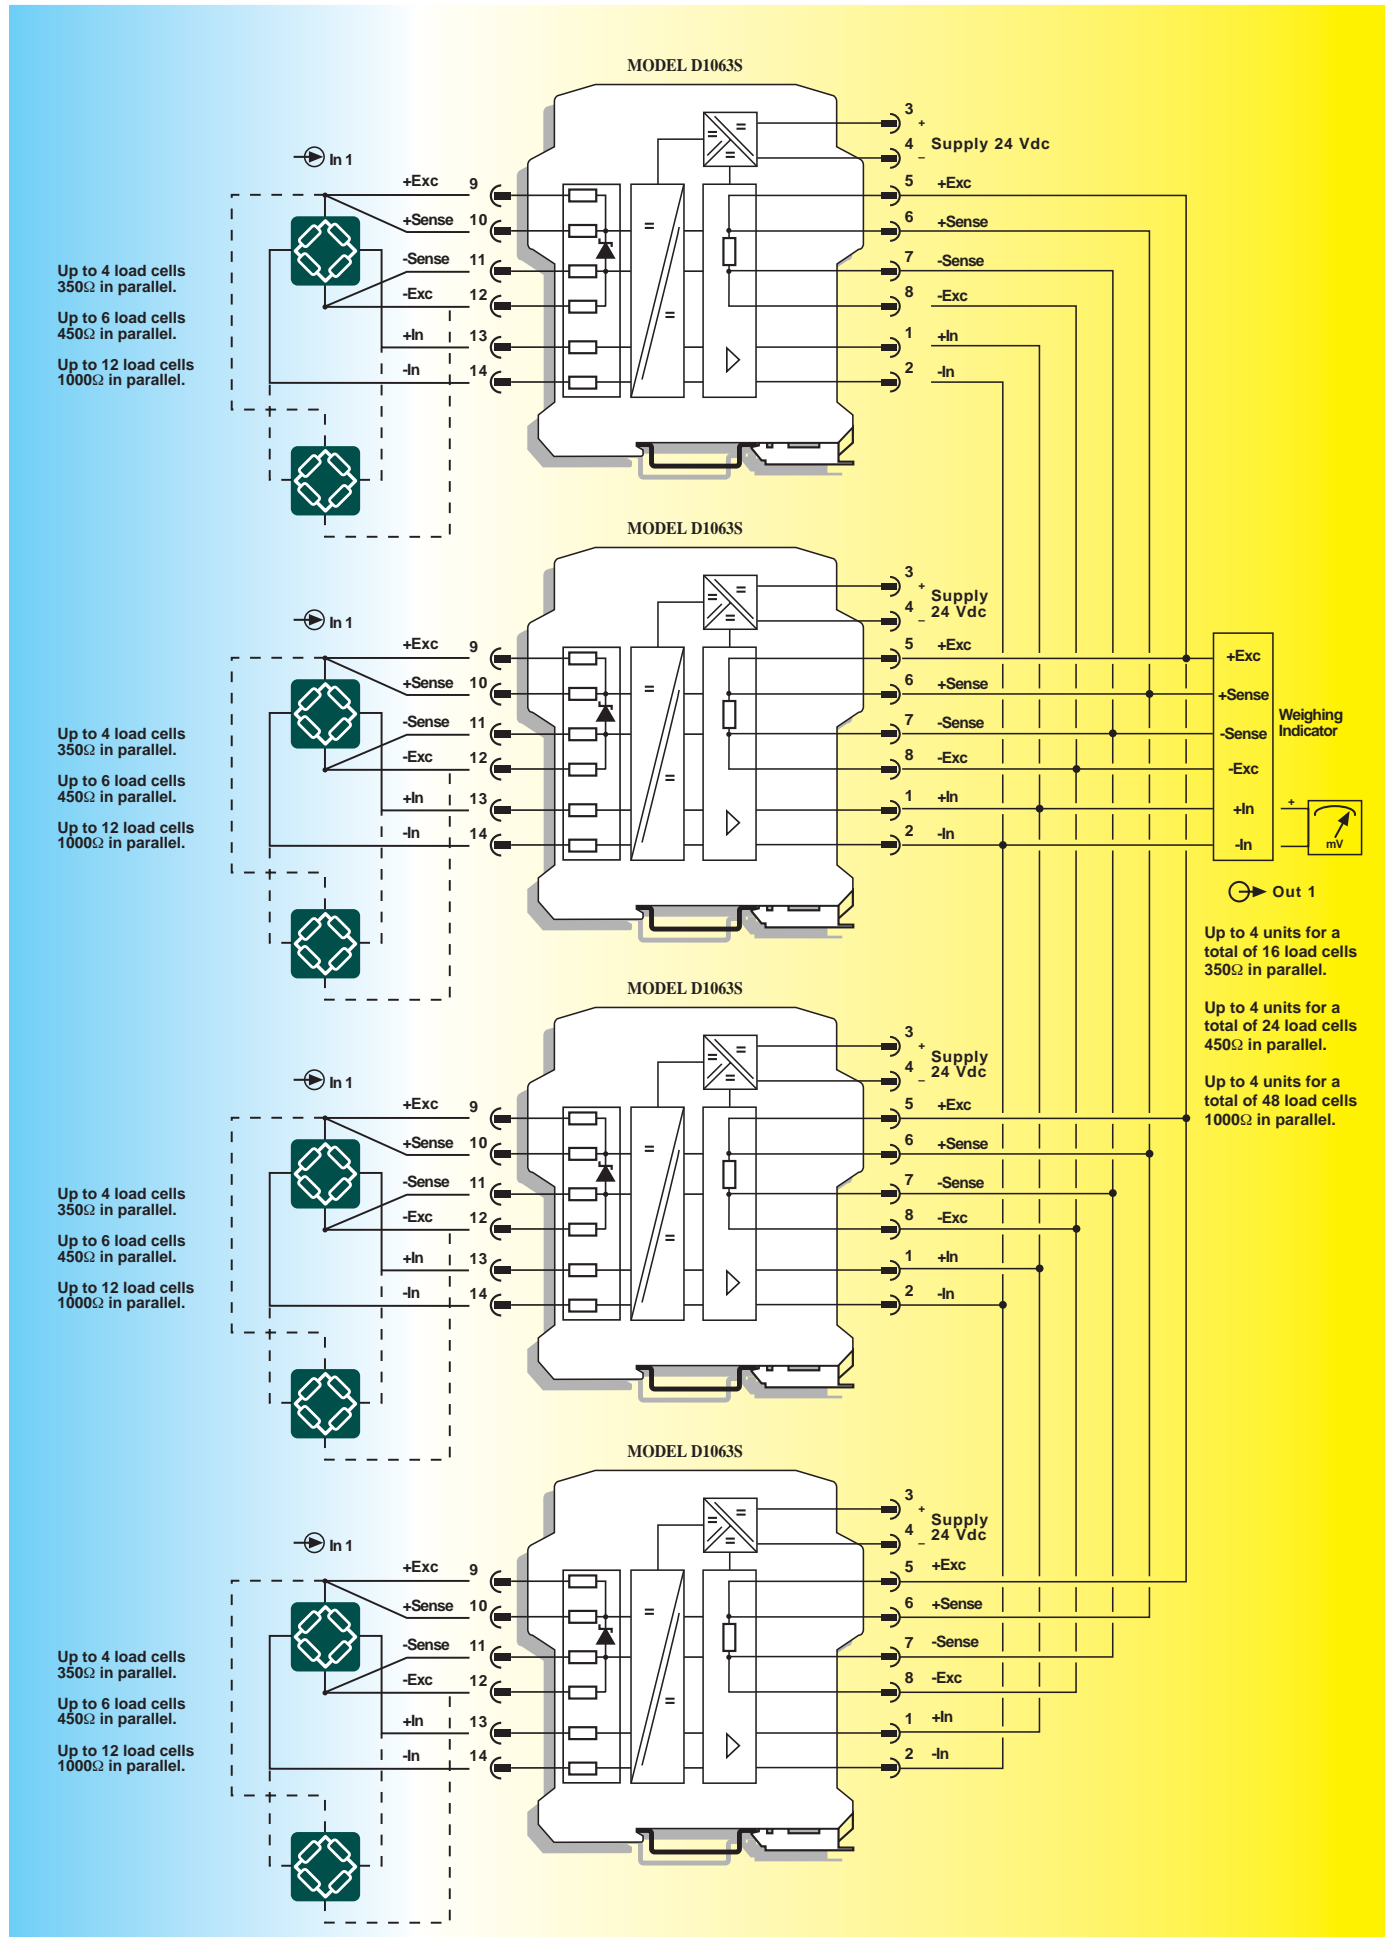 MODEL D1063S
In 1
+Exc 9
+Sense 10
-Sense 11
-Exc 12
+In 13
-In 14
Up to 4 load cells
350Ω in parallel.
Up to 6 load cells
450Ω in parallel.
Up to 12 load cells
1000Ω in parallel.
3 +
4 –
Supply 24 Vdc
5 +Exc
6 +Sense
7 -Sense
8 -Exc
1 +In
2 -In
MODEL D1063S
In 1
+Exc 9
+Sense 10
-Sense 11
-Exc 12
+In 13
-In 14
Up to 4 load cells
350Ω in parallel.
Up to 6 load cells
450Ω in parallel.
Up to 12 load cells
1000Ω in parallel.
3 +
4 –
Supply
24 Vdc
5 +Exc
6 +Sense
7 -Sense
8 -Exc
1 +In
2 -In
+Exc
+Sense
-Sense
-Exc
+In
-In
Weighing
Indicator
+
mV
Out 1
Up to 4 units for a
total of 16 load cells
350Ω in parallel.
Up to 4 units for a
total of 24 load cells
450Ω in parallel.
Up to 4 units for a
total of 48 load cells
1000Ω in parallel.
MODEL D1063S
In 1
+Exc 9
+Sense 10
-Sense 11
-Exc 12
+In 13
-In 14
Up to 4 load cells
350Ω in parallel.
Up to 6 load cells
450Ω in parallel.
Up to 12 load cells
1000Ω in parallel.
3 +
4 –
Supply
24 Vdc
5 +Exc
6 +Sense
7 -Sense
8 -Exc
1 +In
2 -In
MODEL D1063S
In 1
+Exc 9
+Sense 10
-Sense 11
-Exc 12
+In 13
-In 14
Up to 4 load cells
350Ω in parallel.
Up to 6 load cells
450Ω in parallel.
Up to 12 load cells
1000Ω in parallel.
3 +
4 –
Supply
24 Vdc
5 +Exc
6 +Sense
7 -Sense
8 -Exc
1 +In
2 -In